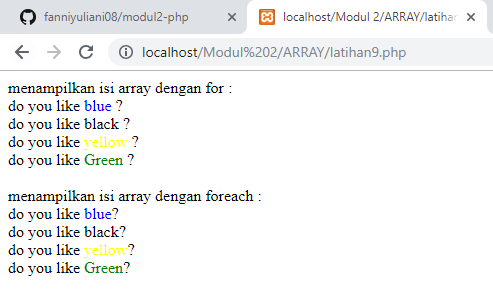 fanniyuliani08/modul2-php
localhost/Modul 2/ARRAY/latihan
localhost/Modul%202/ARRAY/latihan9.php
menampilkan isi array dengan for :
do you like blue ?
do you like black ?
do you like yellow ?
do you like Green ?
menampilkan isi array dengan foreach :
do you like blue?
do you like black?
do you like yellow?
do you like Green?